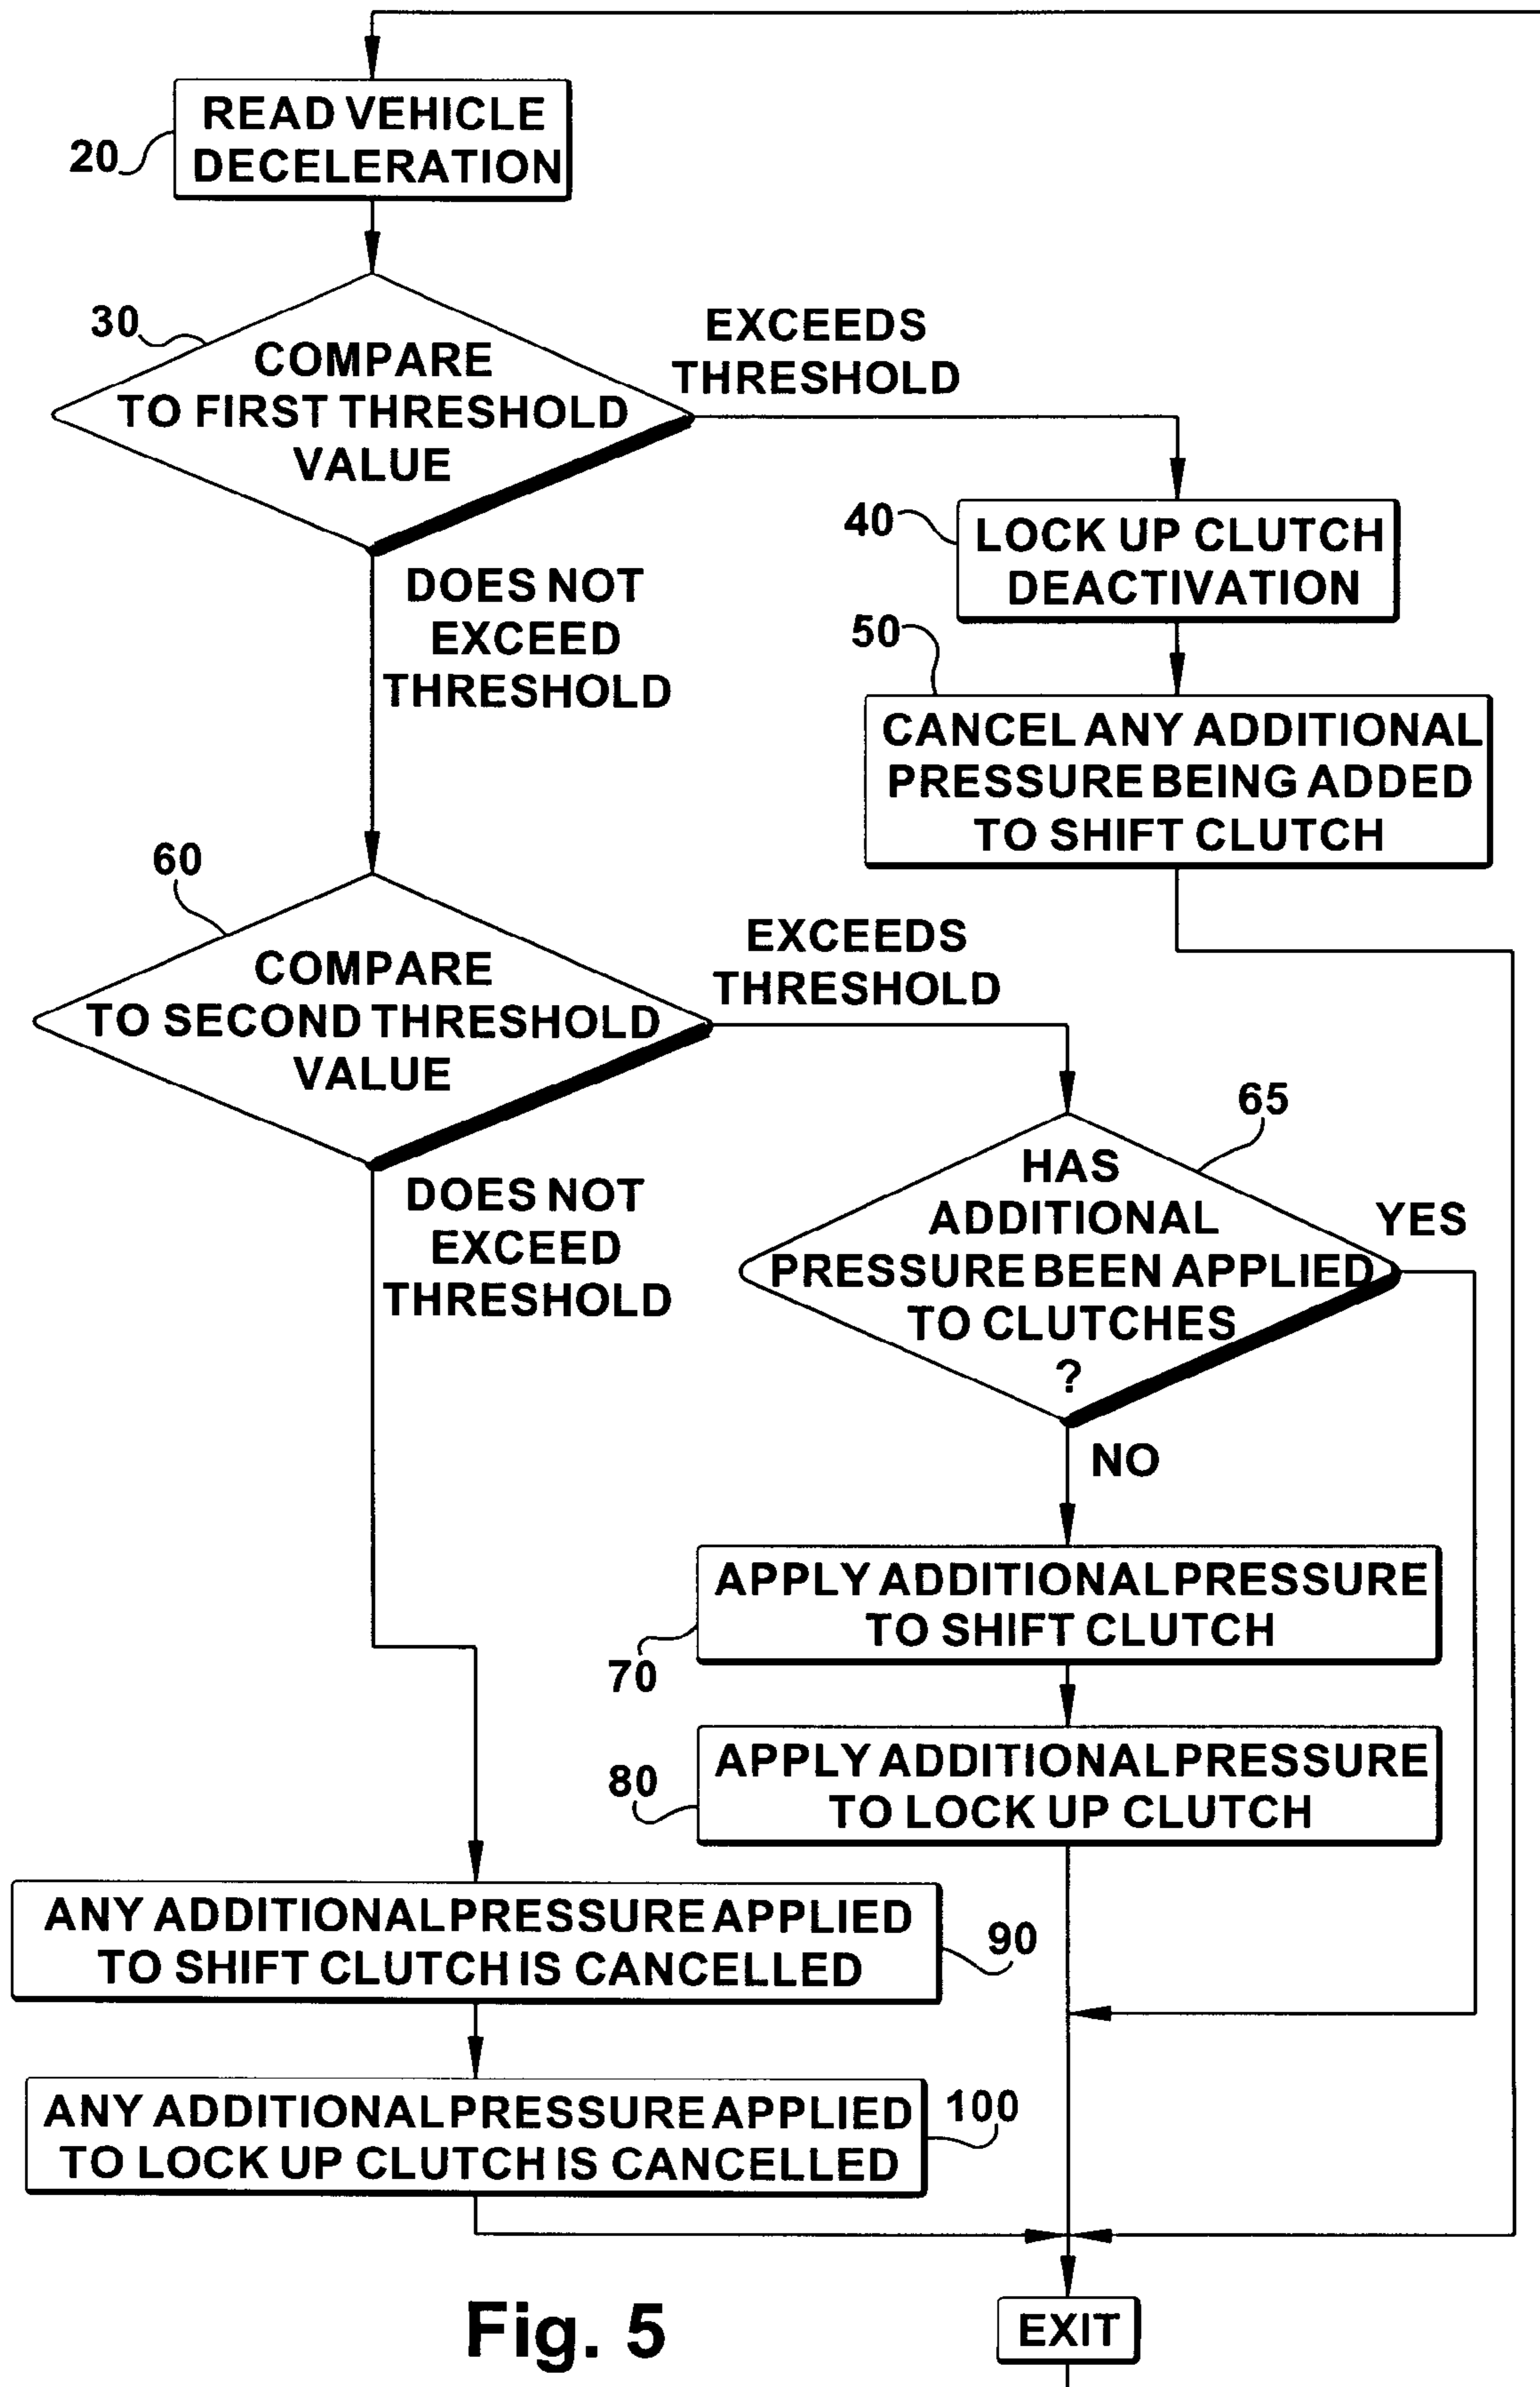 READ VEHICLE
DECELERATION
20
30
COMPARE
TO FIRST THRESHOLD
VALUE
EXCEEDS
THRESHOLD
DOES NOT
EXCEED
THRESHOLD
40
LOCK UP CLUTCH
DEACTIVATION
50
CANCEL ANY ADDITIONAL
PRESSURE BEING ADDED
TO SHIFT CLUTCH
60
COMPARE
TO SECOND THRESHOLD
VALUE
EXCEEDS
THRESHOLD
DOES NOT
EXCEED
THRESHOLD
65
HAS
ADDITIONAL
PRESSURE BEEN APPLIED
TO CLUTCHES
?
YES
NO
APPLY ADDITIONAL PRESSURE
TO SHIFT CLUTCH
70
APPLY ADDITIONAL PRESSURE
TO LOCK UP CLUTCH
80
ANY ADDITIONAL PRESSURE APPLIED
TO SHIFT CLUTCH IS CANCELLED
90
ANY ADDITIONAL PRESSURE APPLIED
TO LOCK UP CLUTCH IS CANCELLED
100
EXIT
Fig. 5